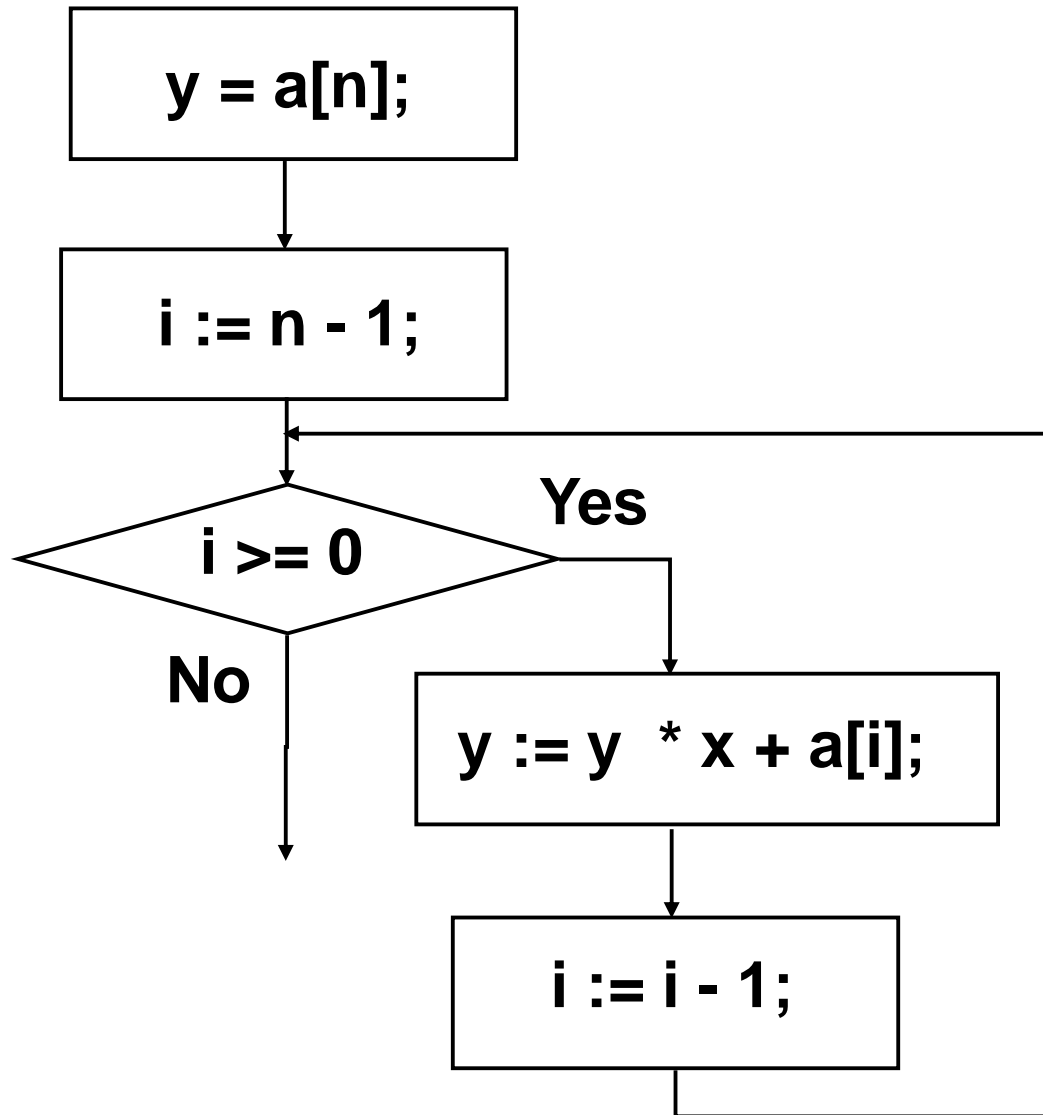 y = a[n];
i := n - 1;
i >= 0
Yes
No
y := y * x + a[i];
i := i - 1;